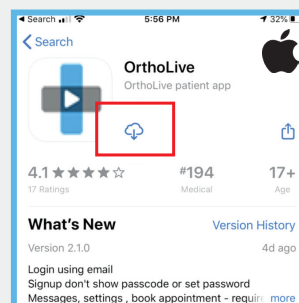 Search 5:56 PM 32%
Search
OrthoLive
OrthoLive patient app
4.1 ★★★★☆ #194 17+
17 Ratings Medical Age
What's New Version History
Version 2.1.0 4d ago
Login using email
Signup don't show passcode or set password
Messages, settings , book appointment - require more